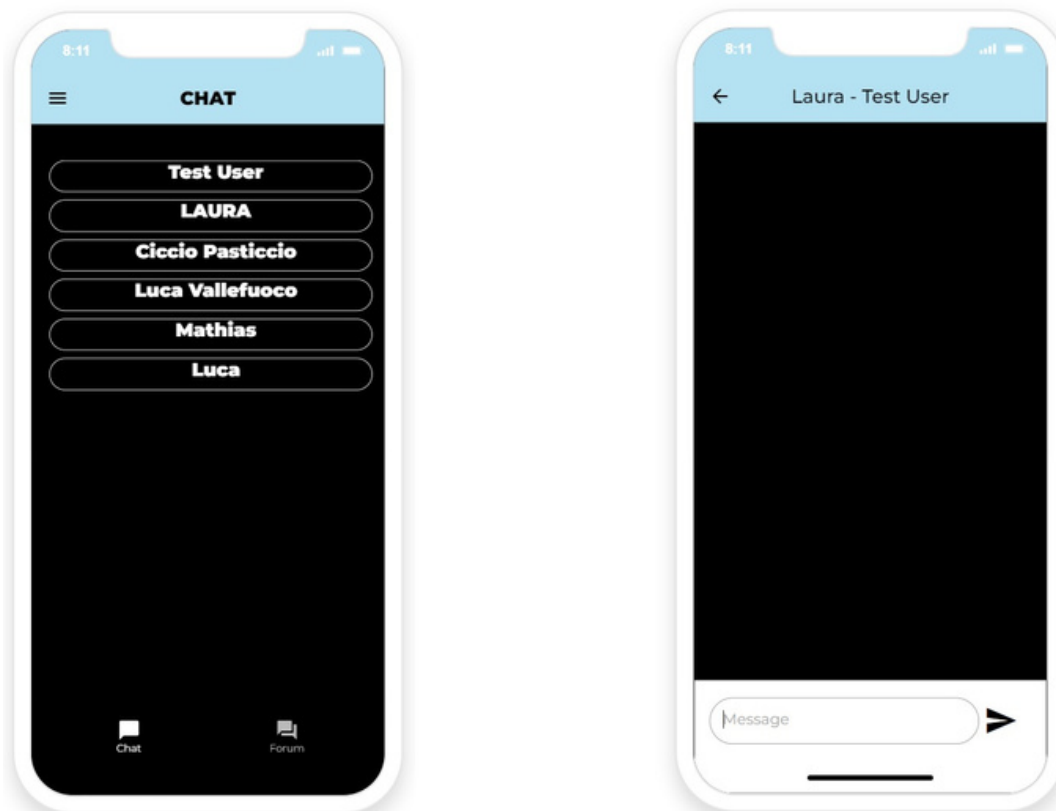 8:11
CHAT
Test User
LAURA
Ciccio Pasticcio
Luca Vallefuoco
Mathias
Luca
Chat
Forum
8:11
Laura - Test User
Message